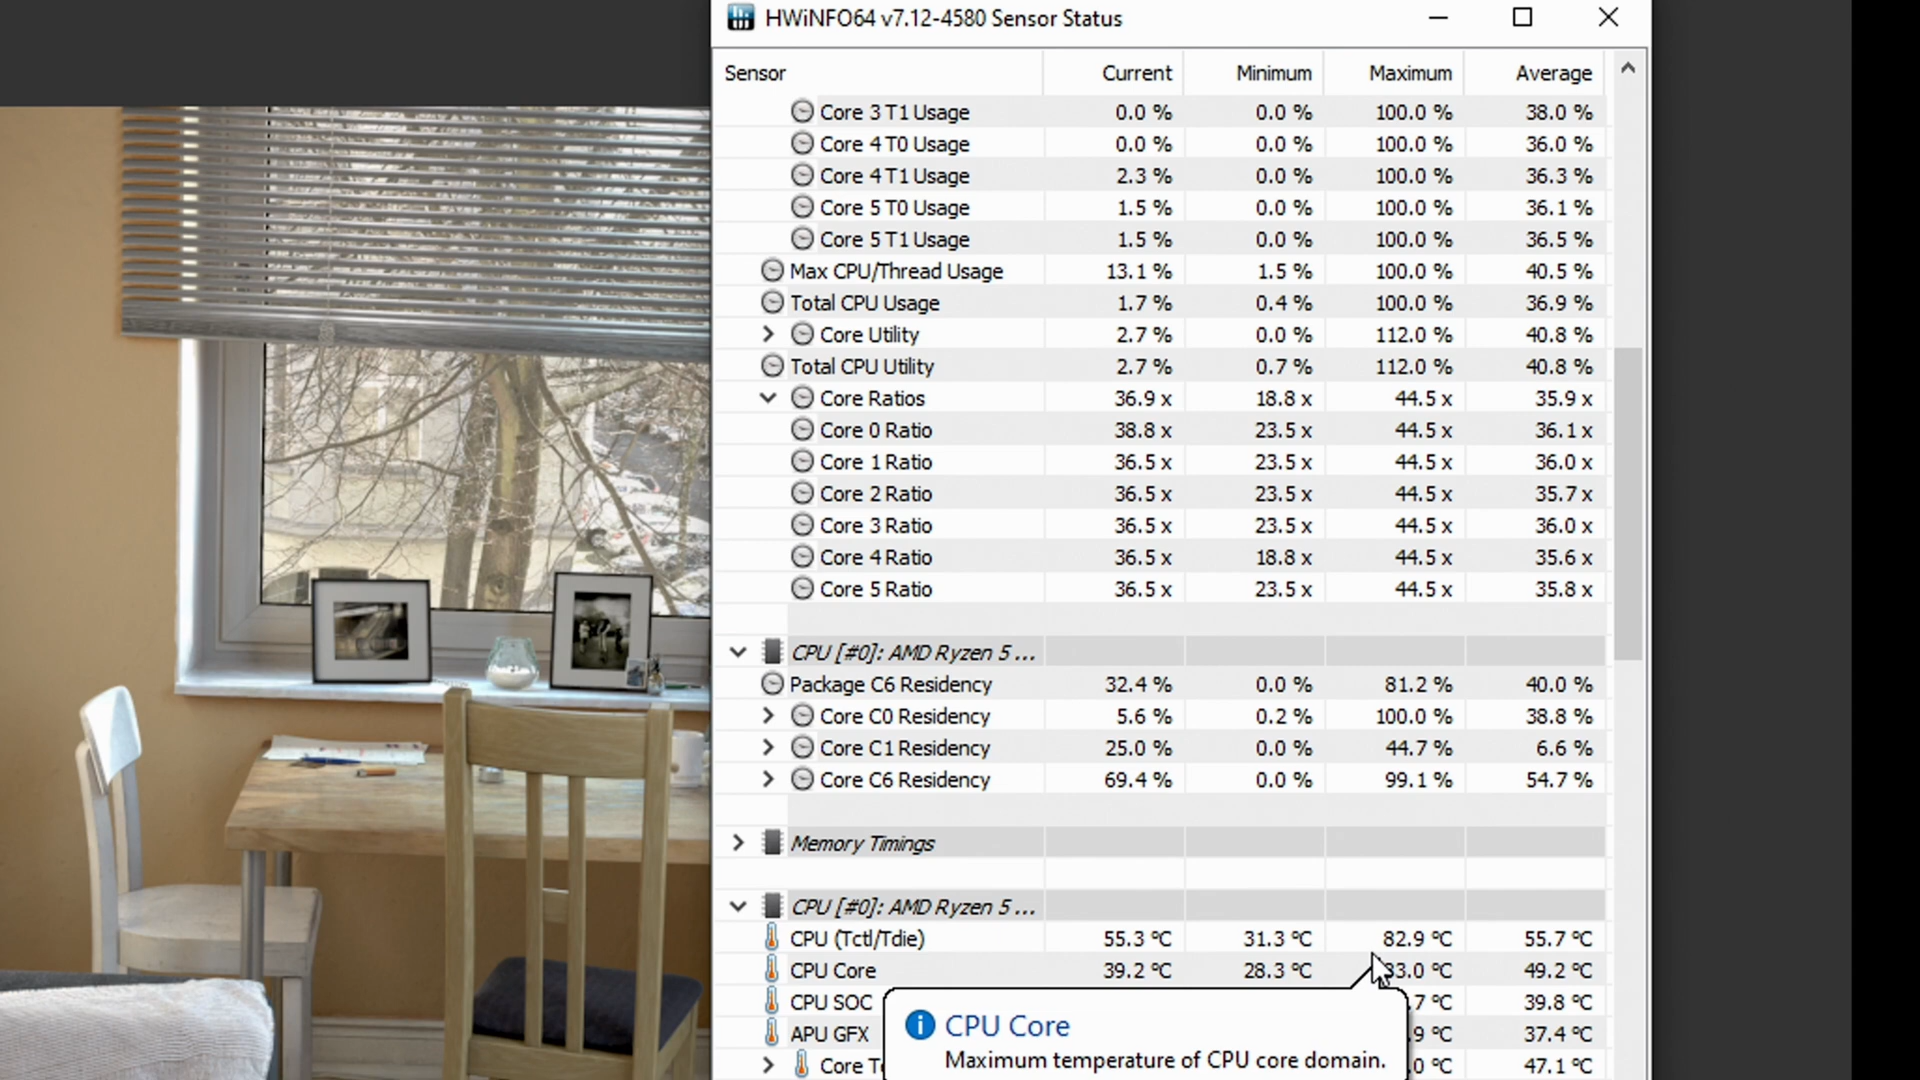 HWiNFO64 v7.12-4580 Sensor Status
Sensor Current Minimum Maximum Average
Core 3 T1 Usage 0.0 % 0.0 % 100.0 % 38.0 %
Core 4 T0 Usage 0.0 % 0.0 % 100.0 % 36.0 %
Core 4 T1 Usage 2.3 % 0.0 % 100.0 % 36.3 %
Core 5 T0 Usage 1.5 % 0.0 % 100.0 % 36.1 %
Core 5 T1 Usage 1.5 % 0.0 % 100.0 % 36.5 %
Max CPU/Thread Usage 13.1 % 1.5 % 100.0 % 40.5 %
Total CPU Usage 1.7 % 0.4 % 100.0 % 36.9 %
Core Utility 2.7 % 0.0 % 112.0 % 40.8 %
Total CPU Utility 2.7 % 0.7 % 112.0 % 40.8 %
Core Ratios 36.9 x 18.8 x 44.5 x 35.9 x
Core 0 Ratio 38.8 x 23.5 x 44.5 x 36.1 x
Core 1 Ratio 36.5 x 23.5 x 44.5 x 36.0 x
Core 2 Ratio 36.5 x 23.5 x 44.5 x 35.7 x
Core 3 Ratio 36.5 x 23.5 x 44.5 x 36.0 x
Core 4 Ratio 36.5 x 18.8 x 44.5 x 35.6 x
Core 5 Ratio 36.5 x 23.5 x 44.5 x 35.8 x
CPU [#0]: AMD Ryzen 5 ...
Package C6 Residency 32.4 % 0.0 % 81.2 % 40.0 %
Core C0 Residency 5.6 % 0.2 % 100.0 % 38.8 %
Core C1 Residency 25.0 % 0.0 % 44.7 % 6.6 %
Core C6 Residency 69.4 % 0.0 % 99.1 % 54.7 %
Memory Timings
CPU [#0]: AMD Ryzen 5 ...
CPU (Tctl/Tdie) 55.3 ºC 31.3 ºC 82.9 ºC 55.7 ºC
CPU Core 39.2 ºC 28.3 ºC 49.2 ºC
CPU SOC 39.8 ºC
APU GFX 37.4 ºC
Core 47.1 ºC
CPU Core
Maximum temperature of CPU core domain.